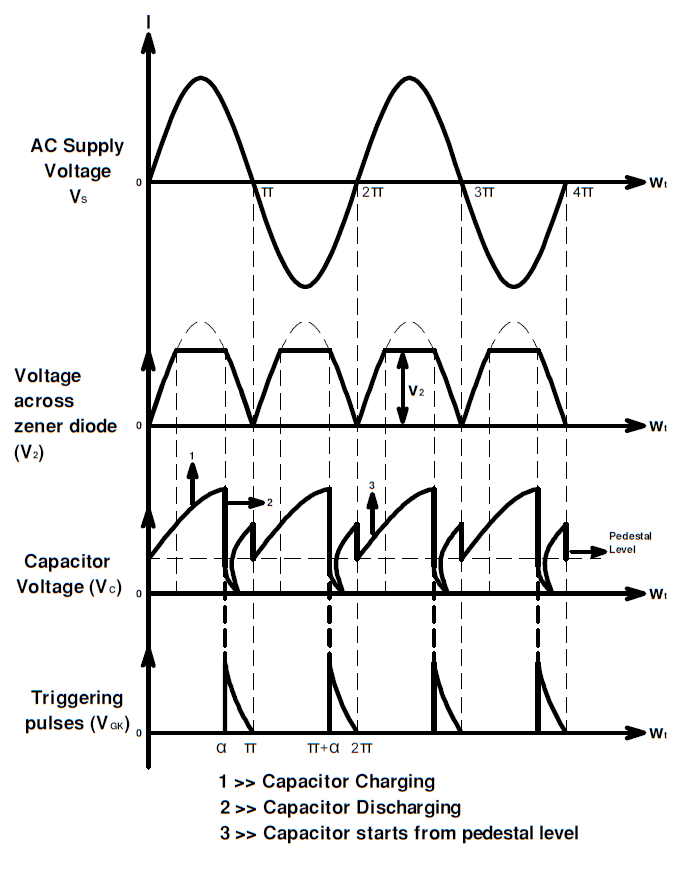 I
AC Supply
Voltage
Vs
0
π
2π
3π
4π
Wt
Voltage
across
zener diode
(V2)
V2
0
Wt
1
2
3
Pedestal
Level
Capacitor
Voltage (Vc)
0
Wt
Triggering
pulses (VGK)
0
Wt
α
π
π+α
2π
1 >> Capacitor Charging
2 >> Capacitor Discharging
3 >> Capacitor starts from pedestal level